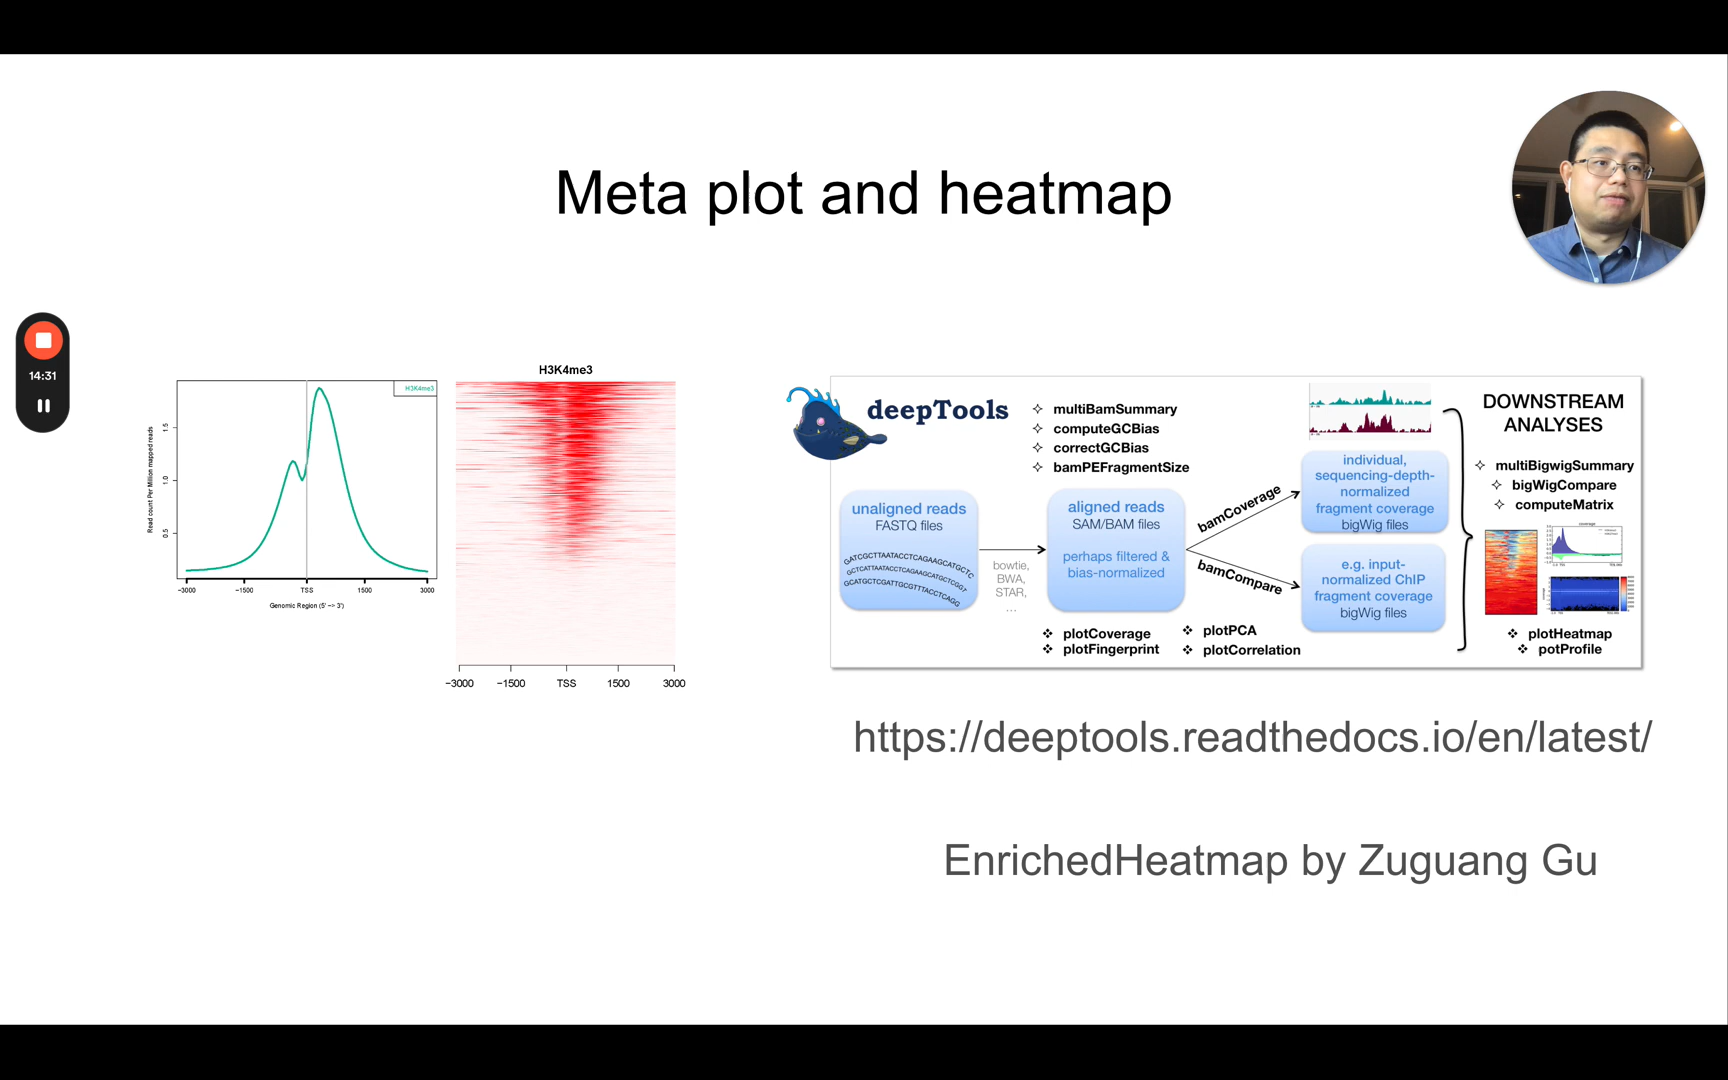 Meta plot and heatmap
14:31
H3K4me3
Read count Per Million mapped reads
0.5
1.0
1.5
−3000
−1500
TSS
1500
3000
Genomic Region (5' −> 3')
H3K4me3
−3000
−1500
TSS
1500
3000
deepTools
multiBamSummary
computeGCBias
correctGCBias
bamPEFragmentSize
unaligned reads
FASTQ files
GATCGCTTAATACCTCAGAAGCATGCTC
GCATGCTCGATTGCGTTTACCTCAGG
bowtie,
BWA,
STAR,
...
aligned reads
SAM/BAM files
perhaps filtered &
bias-normalized
plotCoverage
plotFingerprint
plotPCA
plotCorrelation
bamCoverage
bamCompare
individual,
sequencing-depth-
normalized
fragment coverage
bigWig files
e.g. input-
normalized ChIP
fragment coverage
bigWig files
DOWNSTREAM
ANALYSES
multiBigwigSummary
bigWigCompare
computeMatrix
coverage
plotHeatmap
potProfile
https://deeptools.readthedocs.io/en/latest/
EnrichedHeatmap by Zuguang Gu